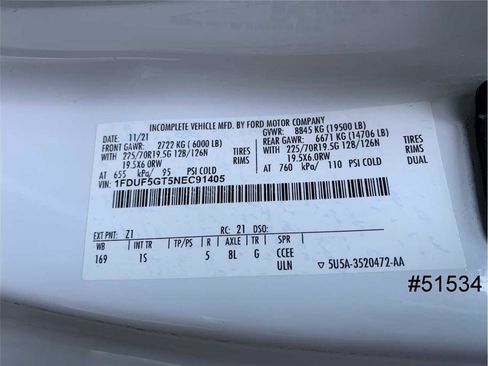 INCOMPLETE VEHICLE MFD. BY FORD MOTOR COMPANY
DATE: 11/21 GVWR: 8845 KG (19500 LB)
FRONT GAWR: 2722 KG ( 6000 LB) REAR GAWR: 6671 KG (14706 LB)
WITH 225/70R19.5G 128/126N WITH 225/70R19.5G 128/126N TIRES
19.5X6.0RW 19.5X6.0RW RIMS
AT 655 kPa/ 95 PSI COLD AT 760 kPa/ 110 PSI COLD DUAL
VIN: 1FDUF5GT5NEC91405
EXT PNT: Z1 RC: 21 DSO:
WB INT TR TP/PS R AXLE TR SPR
169 1S 5 8L G CCEE
ULN ▽ 5U5A-3520472-AA
#51534